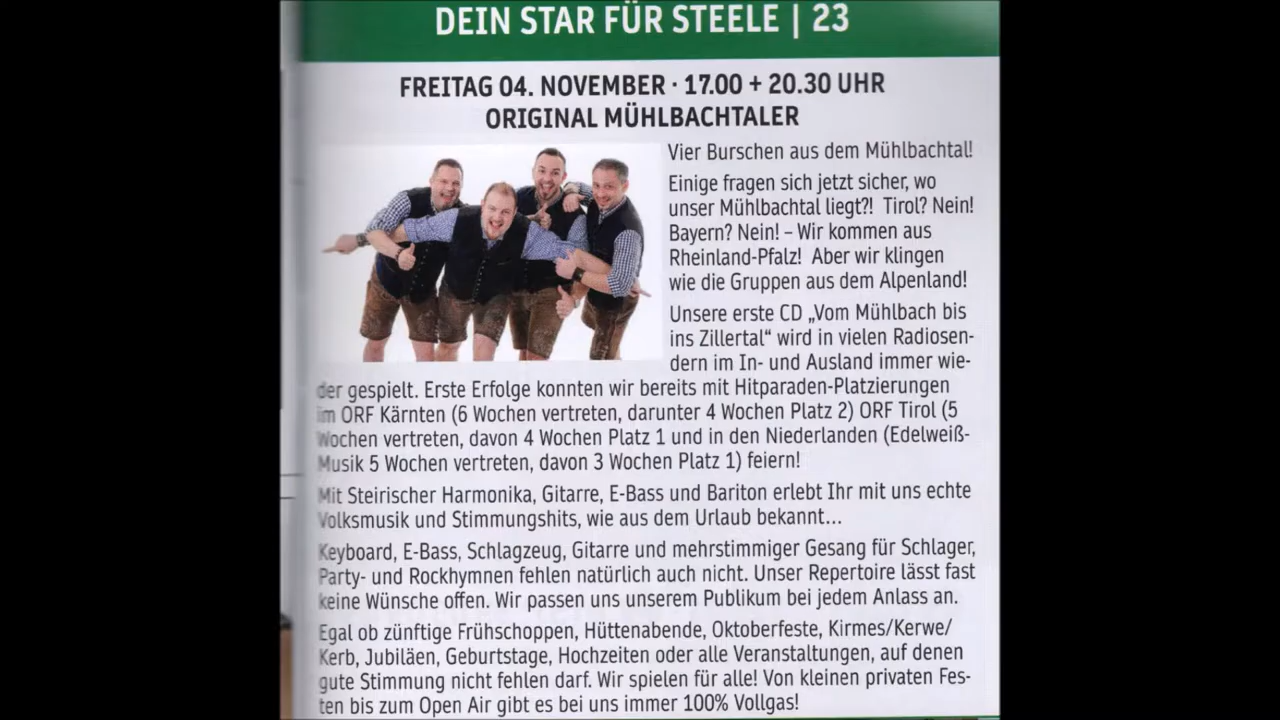 DEIN STAR FÜR STEELE | 23
FREITAG 04. NOVEMBER · 17.00 + 20.30 UHR
ORIGINAL MÜHLBACHTALER
Vier Burschen aus dem Mühlbachtal!
Einige fragen sich jetzt sicher, wo
unser Mühlbachtal liegt?! Tirol? Nein!
Bayern? Nein! – Wir kommen aus
Rheinland-Pfalz! Aber wir klingen
wie die Gruppen aus dem Alpenland!
Unsere erste CD „Vom Mühlbach bis
ins Zillertal“ wird in vielen Radiosen-
dern im In- und Ausland immer wie-
der gespielt. Erste Erfolge konnten wir bereits mit Hitparaden-Platzierungen
im ORF Kärnten (6 Wochen vertreten, darunter 4 Wochen Platz 2) ORF Tirol (5
Wochen vertreten, davon 4 Wochen Platz 1 und in den Niederlanden (Edelweiß-
Musik 5 Wochen vertreten, davon 3 Wochen Platz 1) feiern!
Mit Steirischer Harmonika, Gitarre, E-Bass und Bariton erlebt Ihr mit uns echte
Volksmusik und Stimmungshits, wie aus dem Urlaub bekannt...
Keyboard, E-Bass, Schlagzeug, Gitarre und mehrstimmiger Gesang für Schlager,
Party- und Rockhymnen fehlen natürlich auch nicht. Unser Repertoire lässt fast
keine Wünsche offen. Wir passen uns unserem Publikum bei jedem Anlass an.
Egal ob zünftige Frühschoppen, Hüttenabende, Oktoberfeste, Kirmes/Kerwe/
Kerb, Jubiläen, Geburtstage, Hochzeiten oder alle Veranstaltungen, auf denen
gute Stimmung nicht fehlen darf. Wir spielen für alle! Von kleinen privaten Fes-
ten bis zum Open Air gibt es bei uns immer 100% Vollgas!